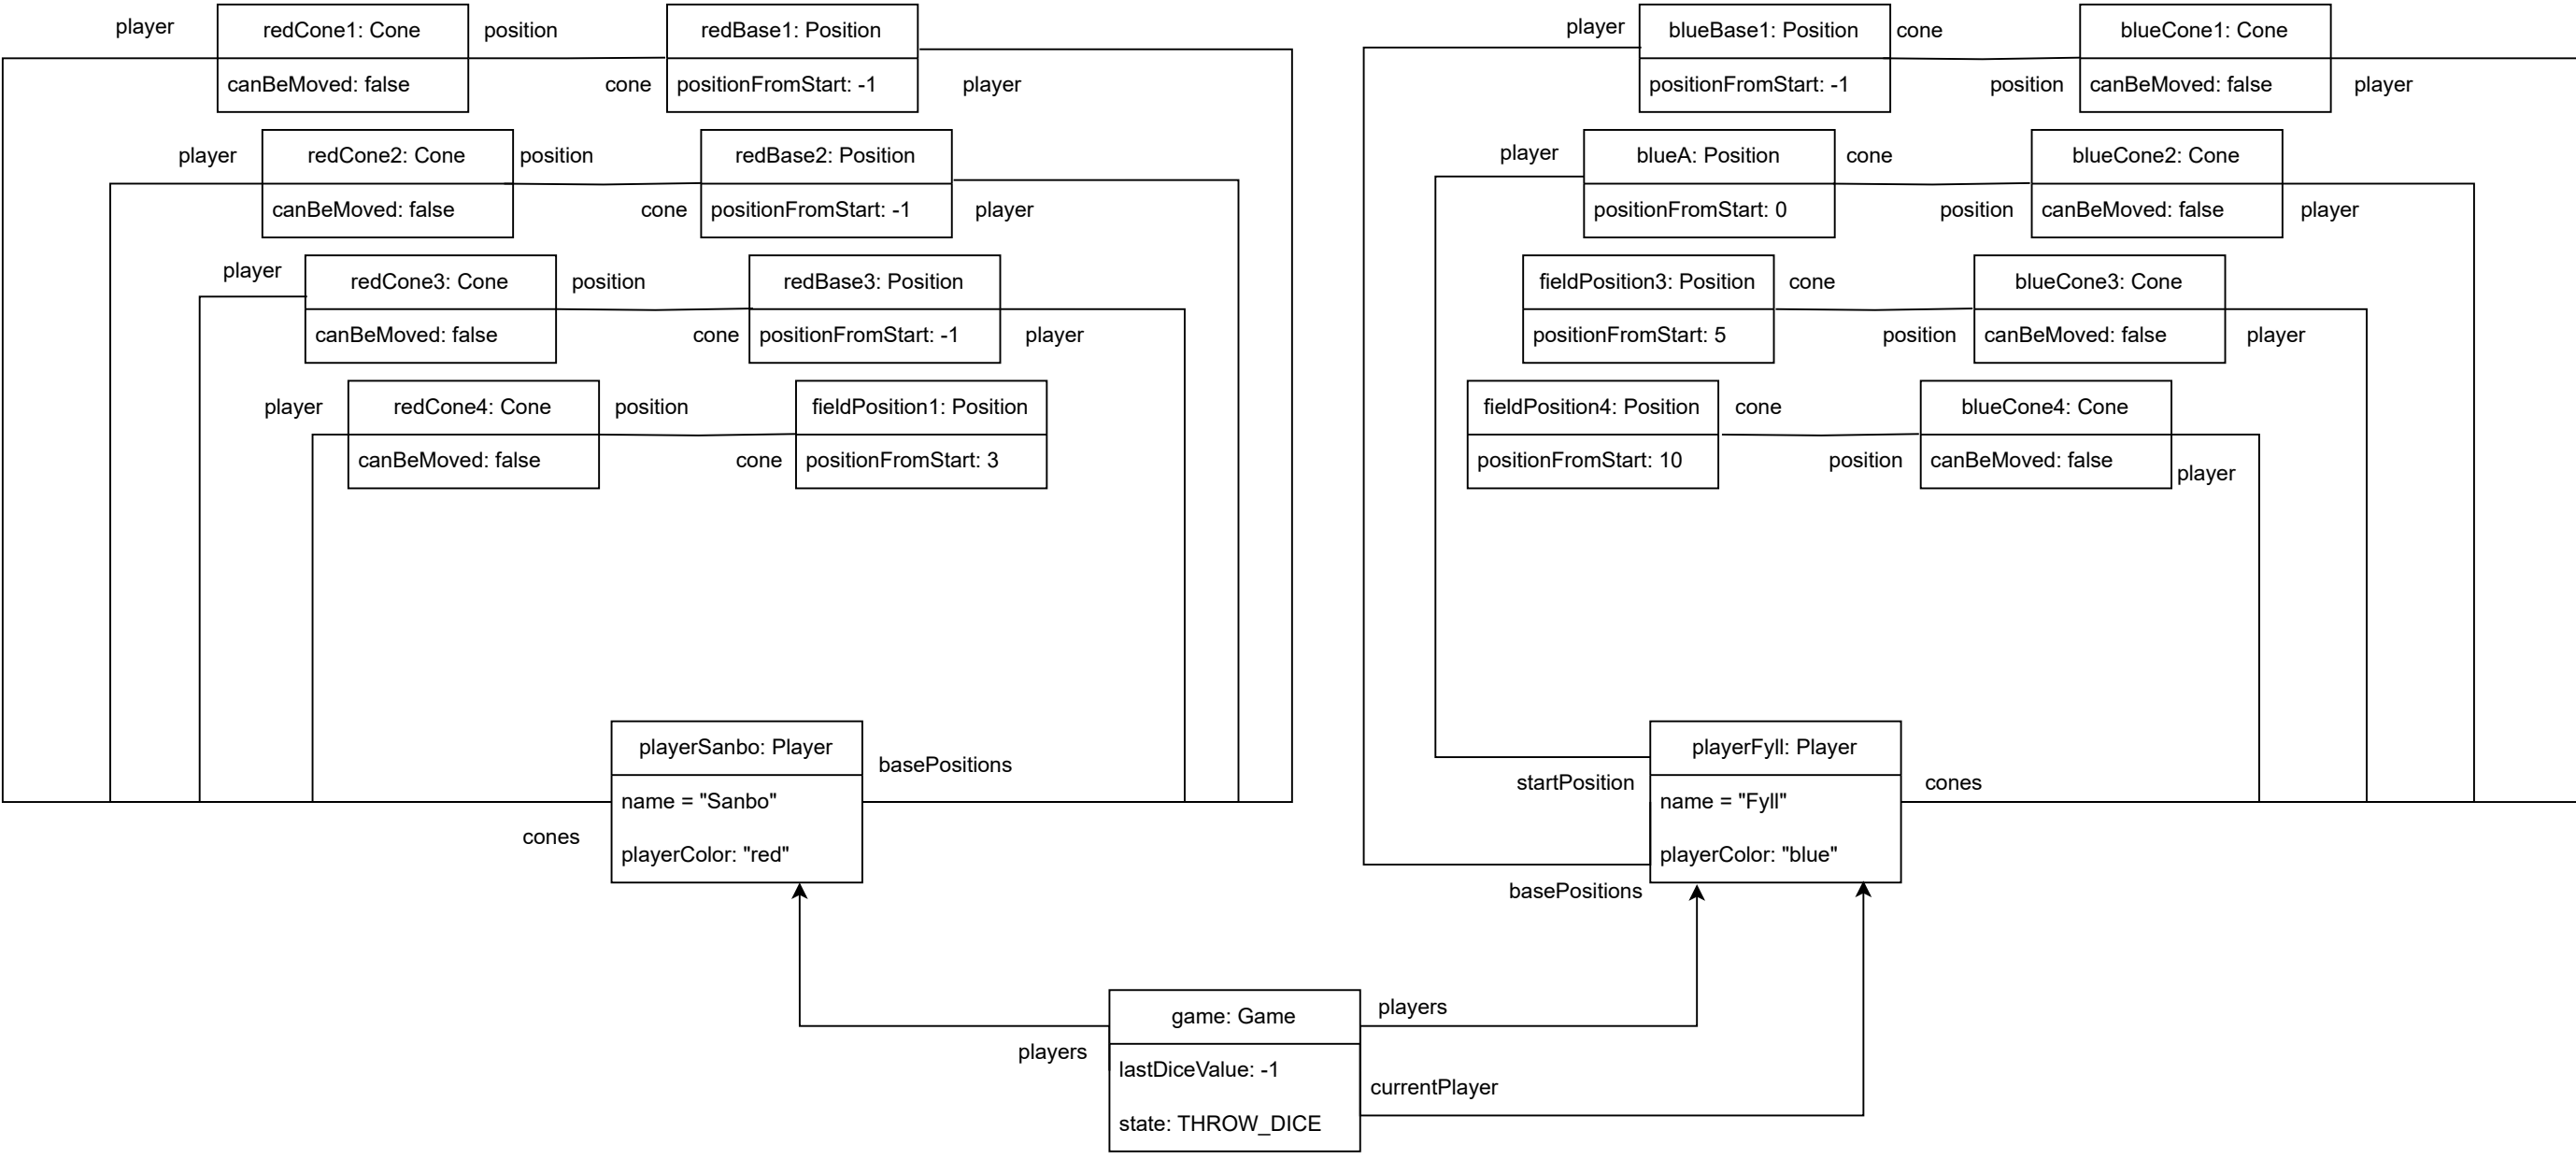 player
redCone1: Cone
position
redBase1: Position
canBeMoved: false
cone
positionFromStart: -1
player
player
redCone2: Cone
position
redBase2: Position
canBeMoved: false
cone
positionFromStart: -1
player
player
redCone3: Cone
position
redBase3: Position
canBeMoved: false
cone
positionFromStart: -1
player
player
redCone4: Cone
position
fieldPosition1: Position
canBeMoved: false
cone
positionFromStart: 3
player
blueBase1: Position
cone
blueCone1: Cone
positionFromStart: -1
position
canBeMoved: false
player
player
blueA: Position
cone
blueCone2: Cone
positionFromStart: 0
position
canBeMoved: false
player
fieldPosition3: Position
cone
blueCone3: Cone
positionFromStart: 5
position
canBeMoved: false
player
fieldPosition4: Position
cone
blueCone4: Cone
positionFromStart: 10
position
canBeMoved: false
player
playerSanbo: Player
basePositions
name = "Sanbo"
cones
playerColor: "red"
playerFyll: Player
startPosition
cones
name = "Fyll"
playerColor: "blue"
basePositions
game: Game
players
players
lastDiceValue: -1
currentPlayer
state: THROW_DICE